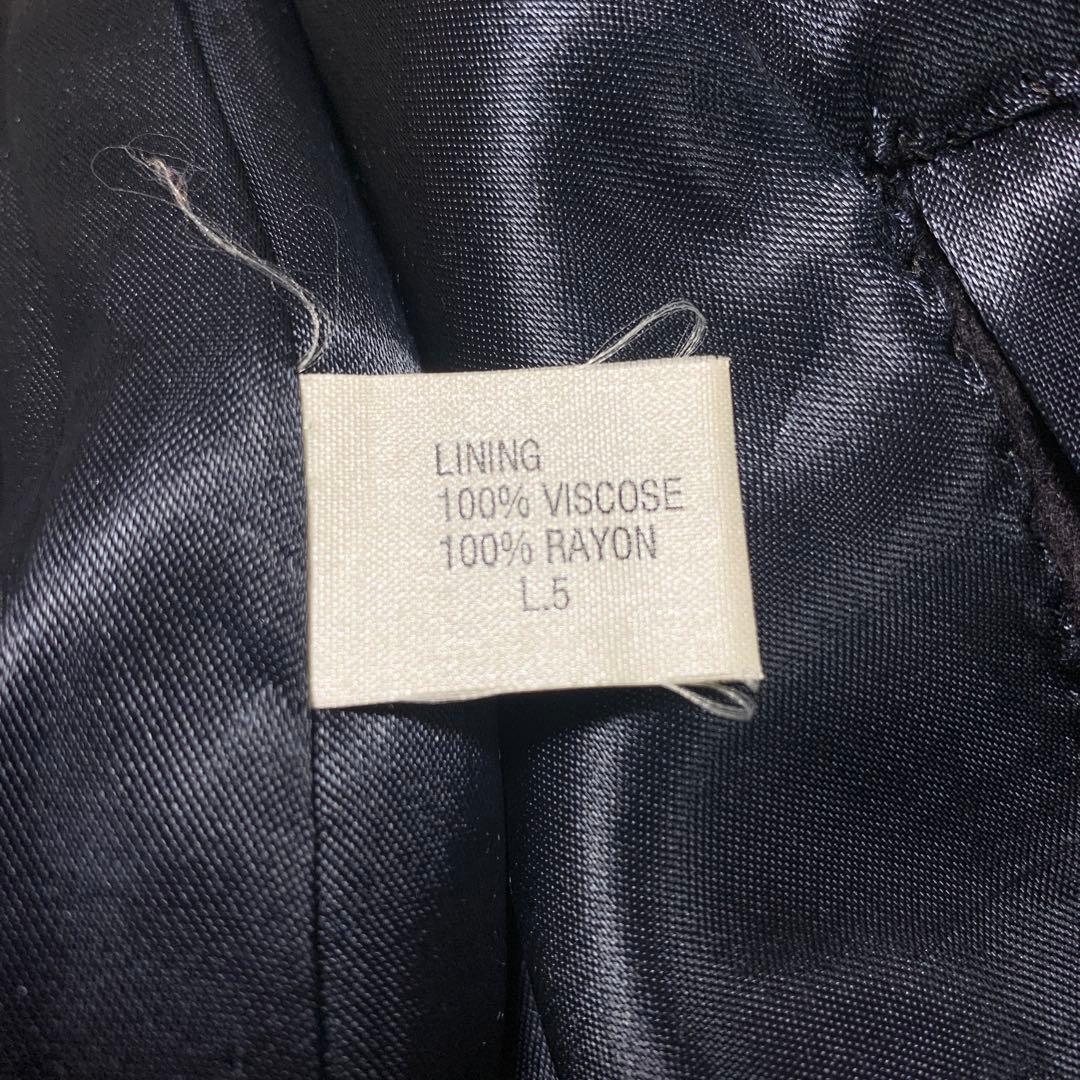 LINING
100% VISCOSE
100% RAYON
L.5